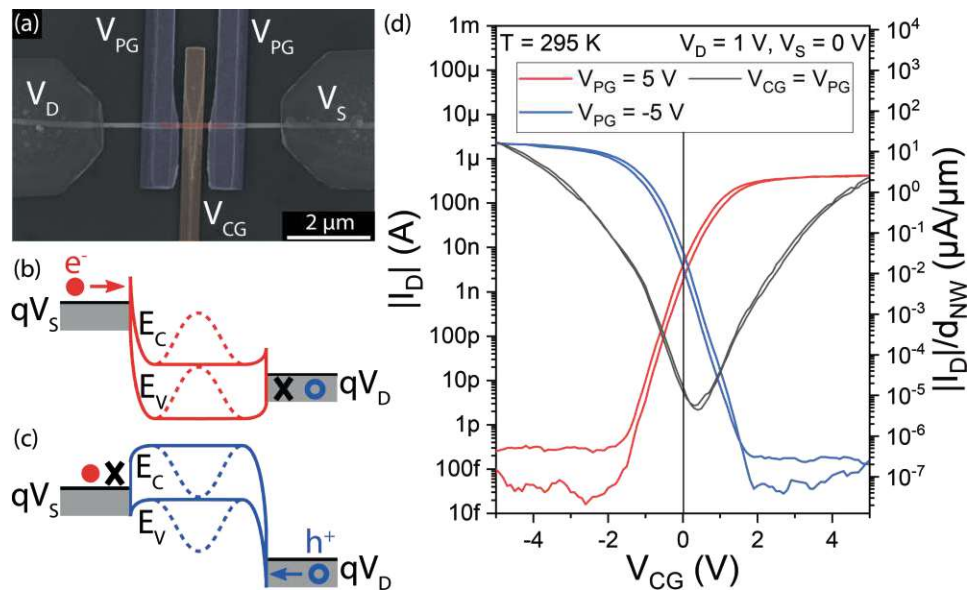 (a)
V_PG
V_PG
V_D
V_S
V_CG
2 µm
(b)
e⁻
qV_S
E_C
E_V
qV_D
(c)
qV_S
E_C
E_V
h⁺
qV_D
(d)
T = 295 K
V_D = 1 V, V_S = 0 V
V_PG = 5 V
V_CG = V_PG
V_PG = -5 V
|I_D| (A)
1m
100µ
10µ
1µ
100n
10n
1n
100p
10p
1p
100f
10f
-4
-2
0
2
4
V_CG (V)
10⁴
10³
10²
10¹
10⁰
10⁻¹
10⁻²
10⁻³
10⁻⁴
10⁻⁵
10⁻⁶
10⁻⁷
|I_D|/d_NW (µA/µm)